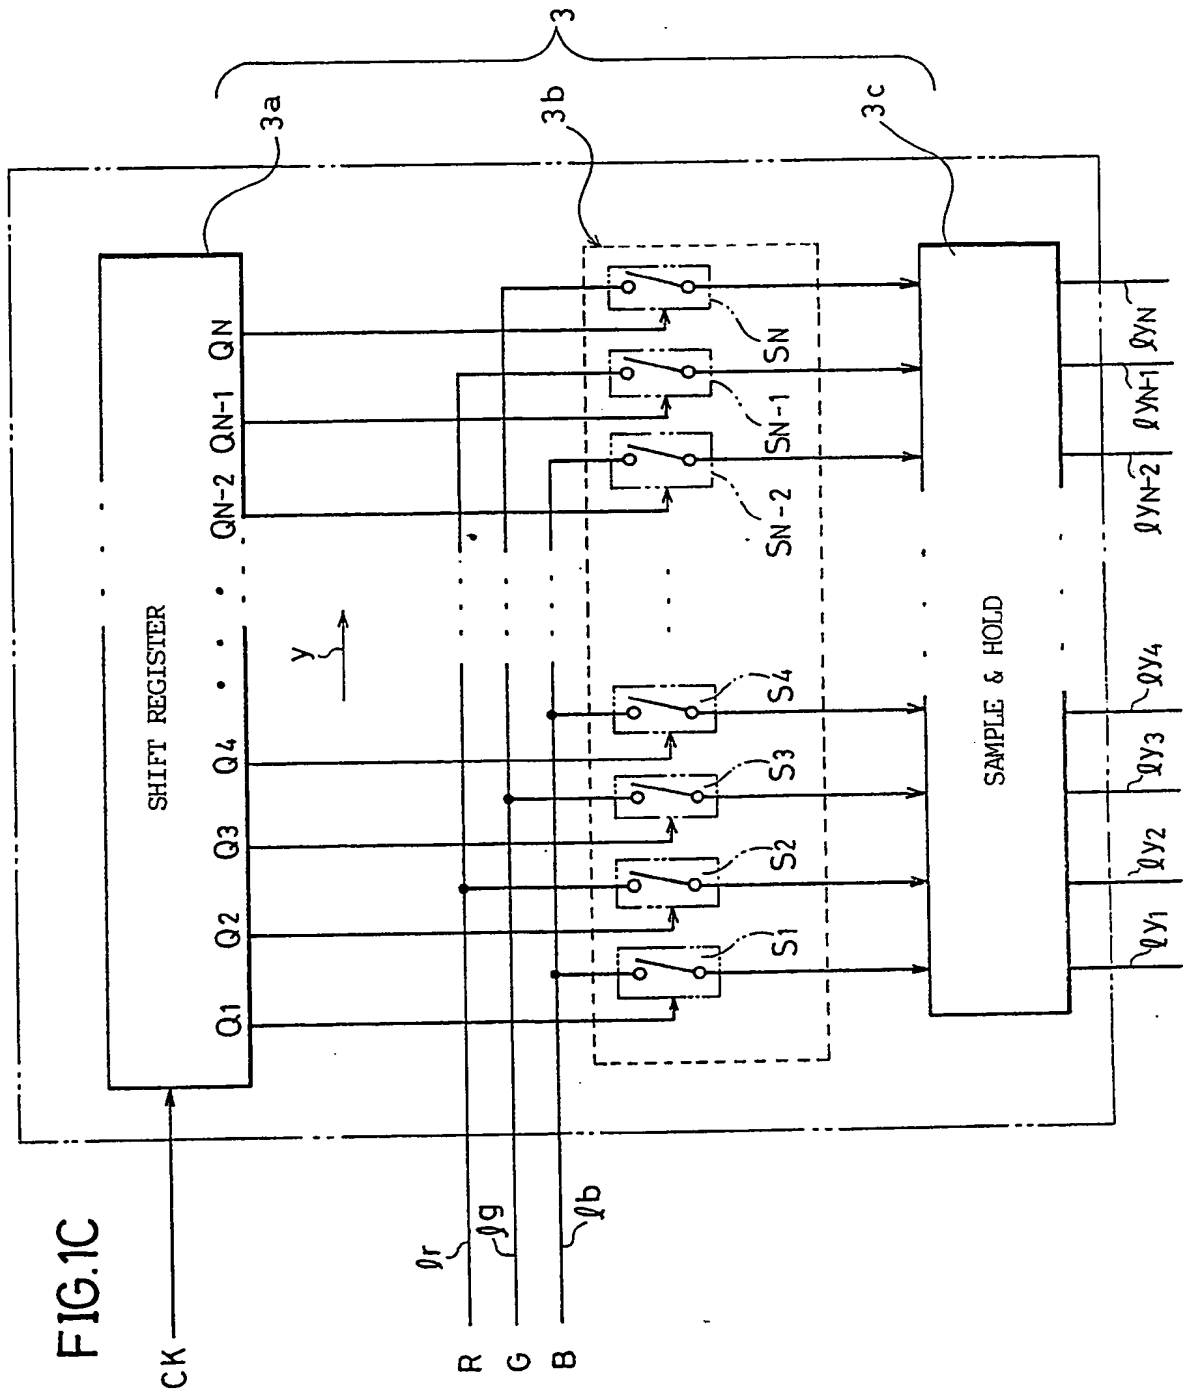 FIG.1C
3
3a
3b
3c
CK
SHIFT REGISTER
Q1 Q2 Q3 Q4 QN-2 QN-1 QN
y
R
ℓr
G
ℓg
B
ℓb
S1 S2 S3 S4 SN-2 SN-1 SN
SAMPLE & HOLD
ℓy1 ℓy2 ℓy3 ℓy4 ℓyN-2 ℓyN-1 ℓyN